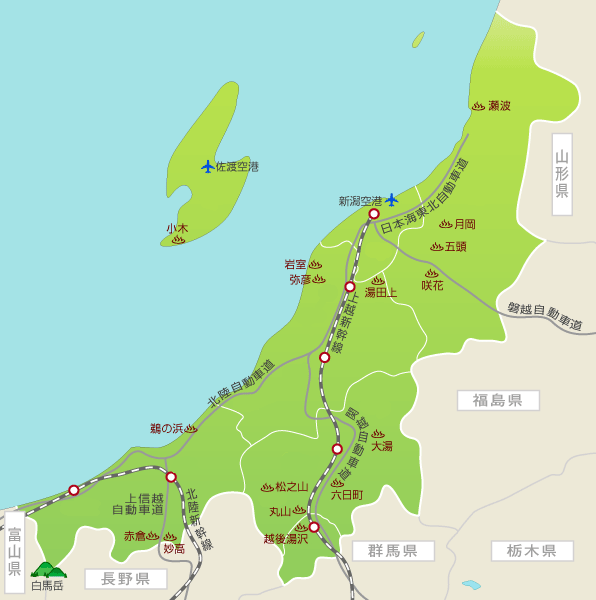 瀬波
山形県
佐渡空港
新潟空港
小木
日本海東北自動車道
月岡
五頭
岩室
弥彦
咲花
湯田上
上越新幹線
磐越自動車道
北陸自動車道
福島県
鵜の浜
関越自動車道
大湯
松之山
六日町
上信越
自動車道
北陸新幹線
丸山
赤倉
妙高
越後湯沢
富山県
白馬岳
長野県
群馬県
栃木県